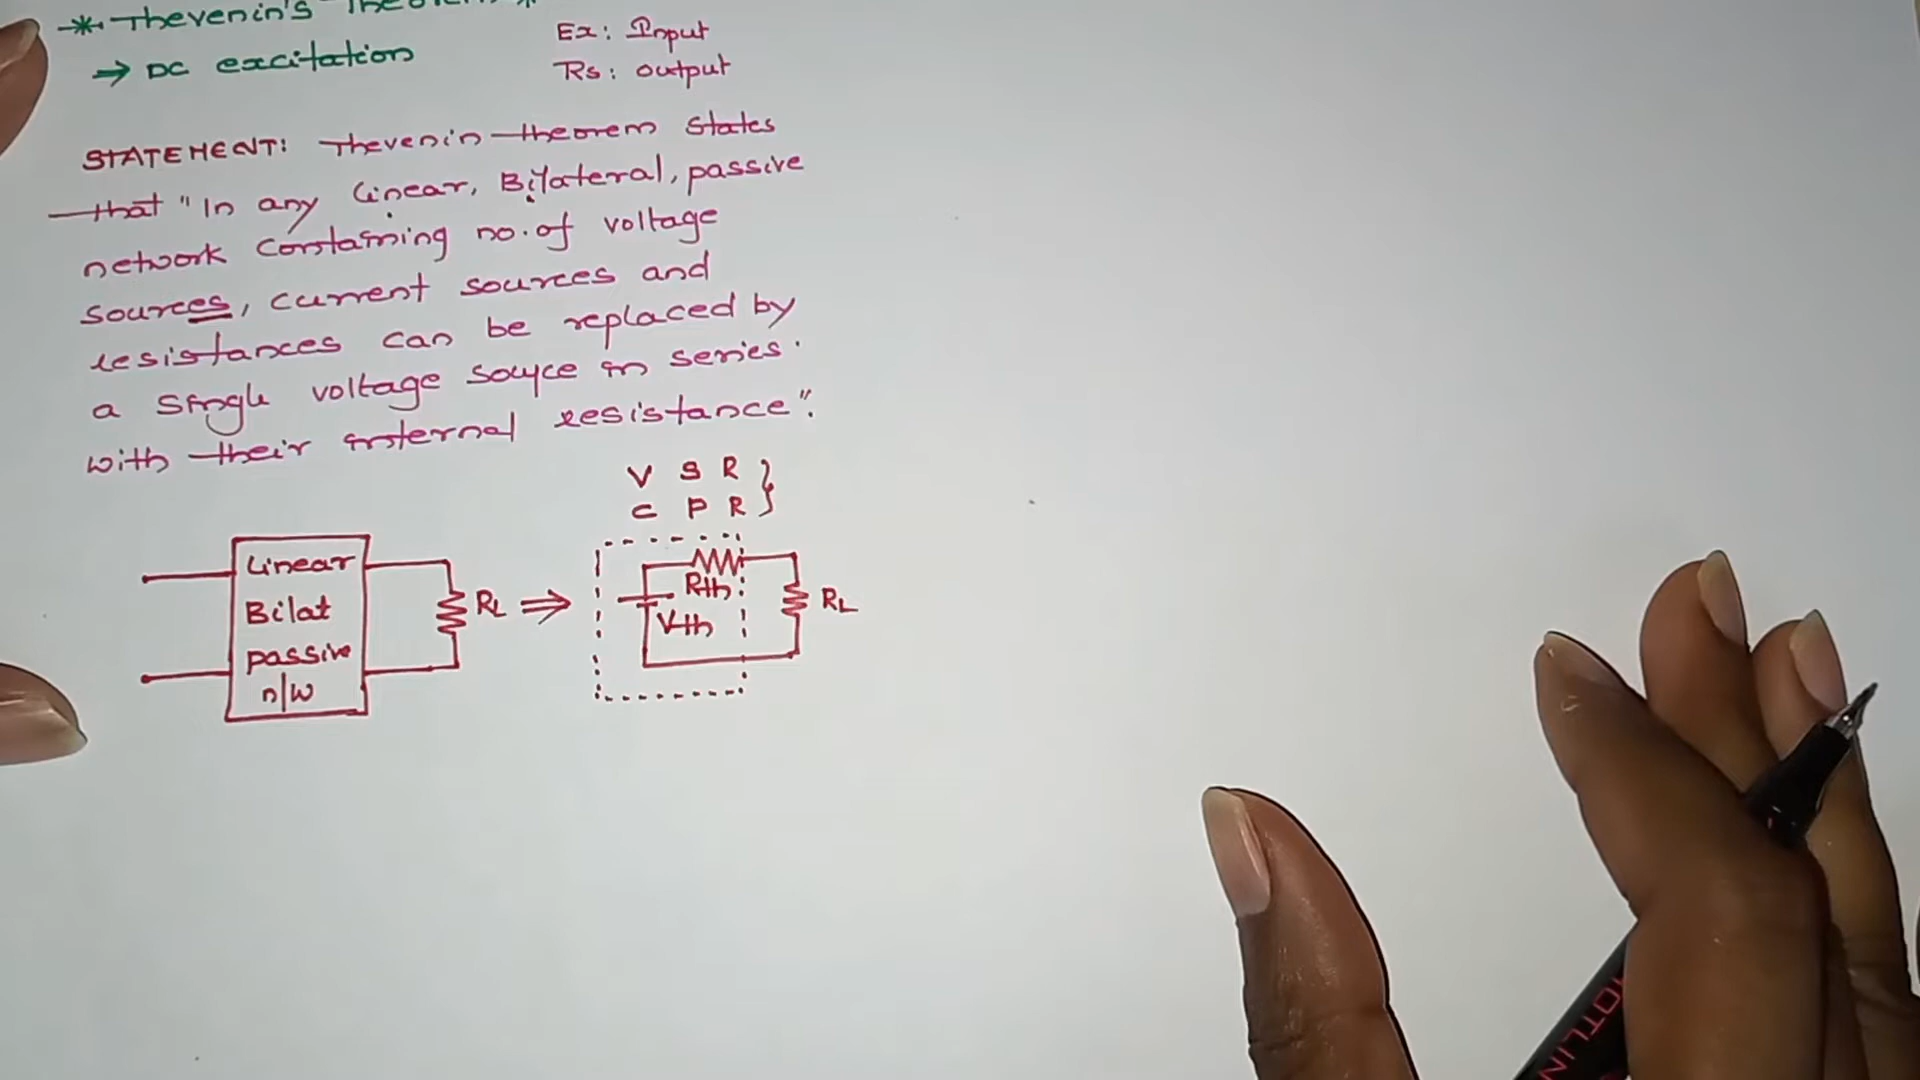 * Thevenin's Theorem *
→ DC excitation
Ex: Input
Rs: output
STATEMENT: Thevenin theorem states
that "In any Linear, Bilateral, passive
network containing no. of voltage
sources, current sources and
resistances can be replaced by
a single voltage source in series
with their internal resistance".
V S R
C P R
Linear
Bilat
passive
n/w
RL ⇒
Rth
Vth
RL
HOTLIN